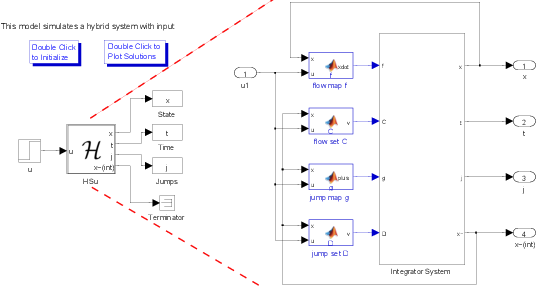 This model simulates a hybrid system with input
Double Click
to Initialize
Double Click to
Plot Solutions
u
u
H
x
t
j
x-(int)
HSu
x
State
t
Time
j
Jumps
Terminator
1
u1
x
u
xdot
f
flow map f
x
u
v
C
flow set C
x
u
xplus
g
jump map g
x
u
v
D
jump set D
f
C
g
D
x
t
j
x-
Integrator System
1
x
2
t
3
j
4
x-(int)